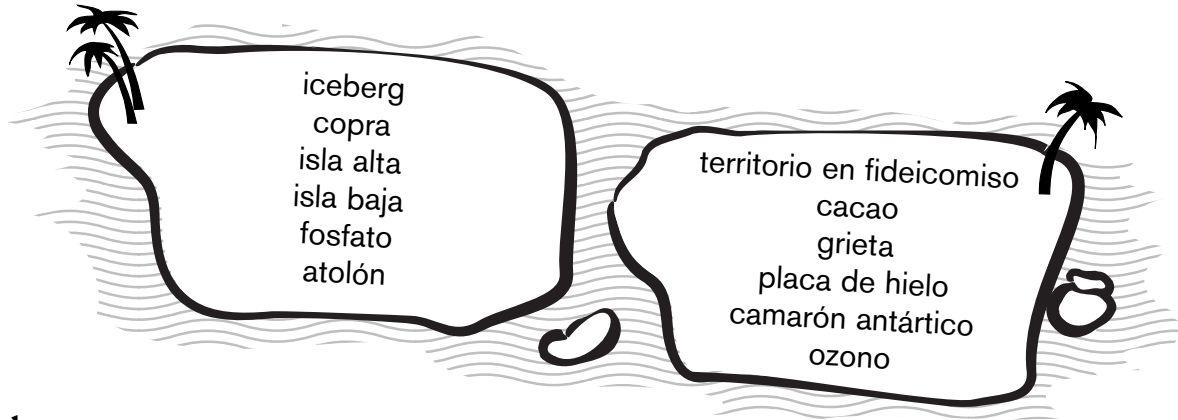 iceberg
copra
isla alta
isla baja
fosfato
atolón
territorio en fideicomiso
cacao
grieta
placa de hielo
camarón antártico
ozono